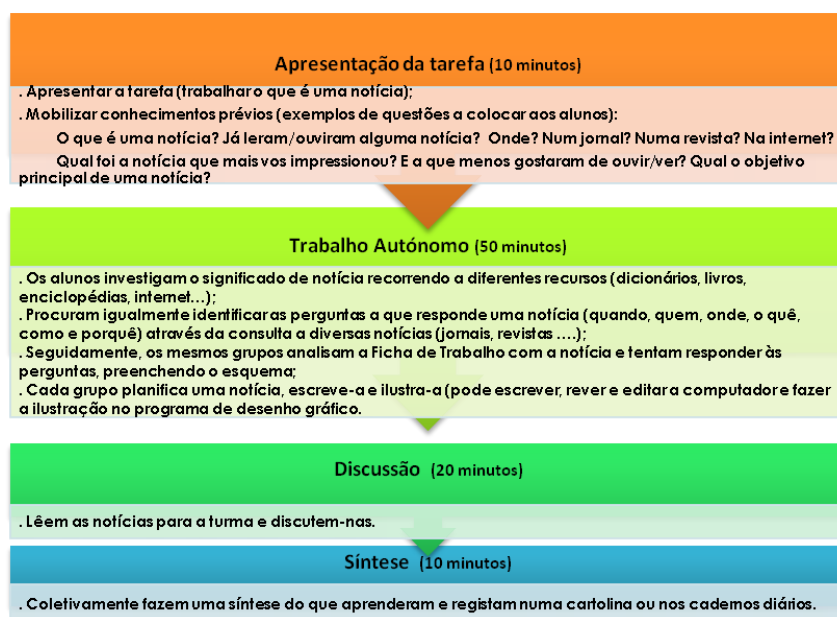 Apresentação da tarefa (10 minutos)
. Apresentar a tarefa (trabalhar o que é uma notícia);
. Mobilizar conhecimentos prévios (exemplos de questões a colocar aos alunos):
O que é uma notícia? Já leram/ouviram alguma notícia? Onde? Num jornal? Numa revista? Na internet?
Qual foi a notícia que mais vos impressionou? E a que menos gostaram de ouvir/ver? Qual o objetivo
principal de uma notícia?
Trabalho Autónomo (50 minutos)
. Os alunos investigam o significado de notícia recorrendo a diferentes recursos (dicionários, livros,
enciclopédias, internet...);
. Procuram igualmente identificar as perguntas a que responde uma notícia (quando, quem, onde, o quê,
como e porquê) através da consulta a diversas notícias (jornais, revistas ....);
. Seguidamente, os mesmos grupos analisam a Ficha de Trabalho com a notícia e tentam responder às
perguntas, preenchendo o esquema;
. Cada grupo planifica uma notícia, escreve-a e ilustra-a (pode escrever, rever e editar a computador e fazer
a ilustração no programa de desenho gráfico.
Discussão (20 minutos)
. Lêem as notícias para a turma e discutem-nas.
Síntese (10 minutos)
. Coletivamente fazem uma síntese do que aprenderam e registam numa cartolina ou nos cadernos diários.